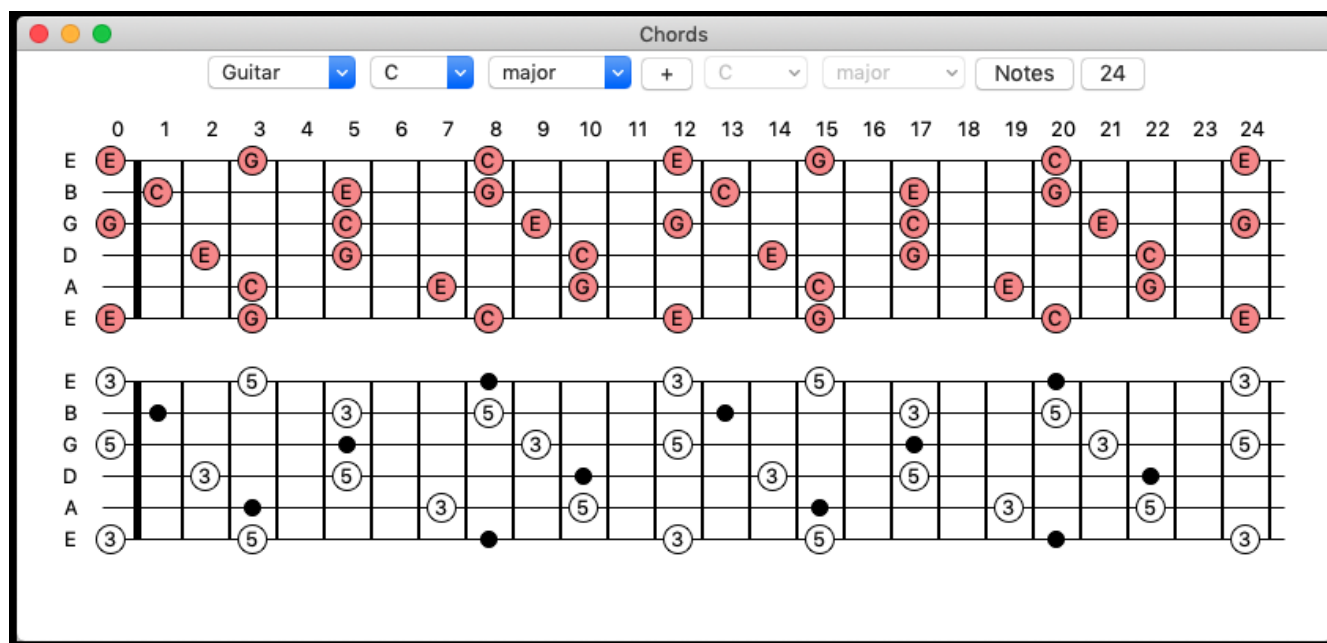 Chords
Guitar C major + C major Notes 24
0 1 2 3 4 5 6 7 8 9 10 11 12 13 14 15 16 17 18 19 20 21 22 23 24
E E G C E G C E
B C E G C E G
G G C E G C E G
D E G C E G C
A C E G C E G
E E G C E G C E
E 3 5 3 5 3
B 3 5 3 5
G 5 3 5 3 5
D 3 5 3 5
A 3 5 3 5
E 3 5 3 5 3